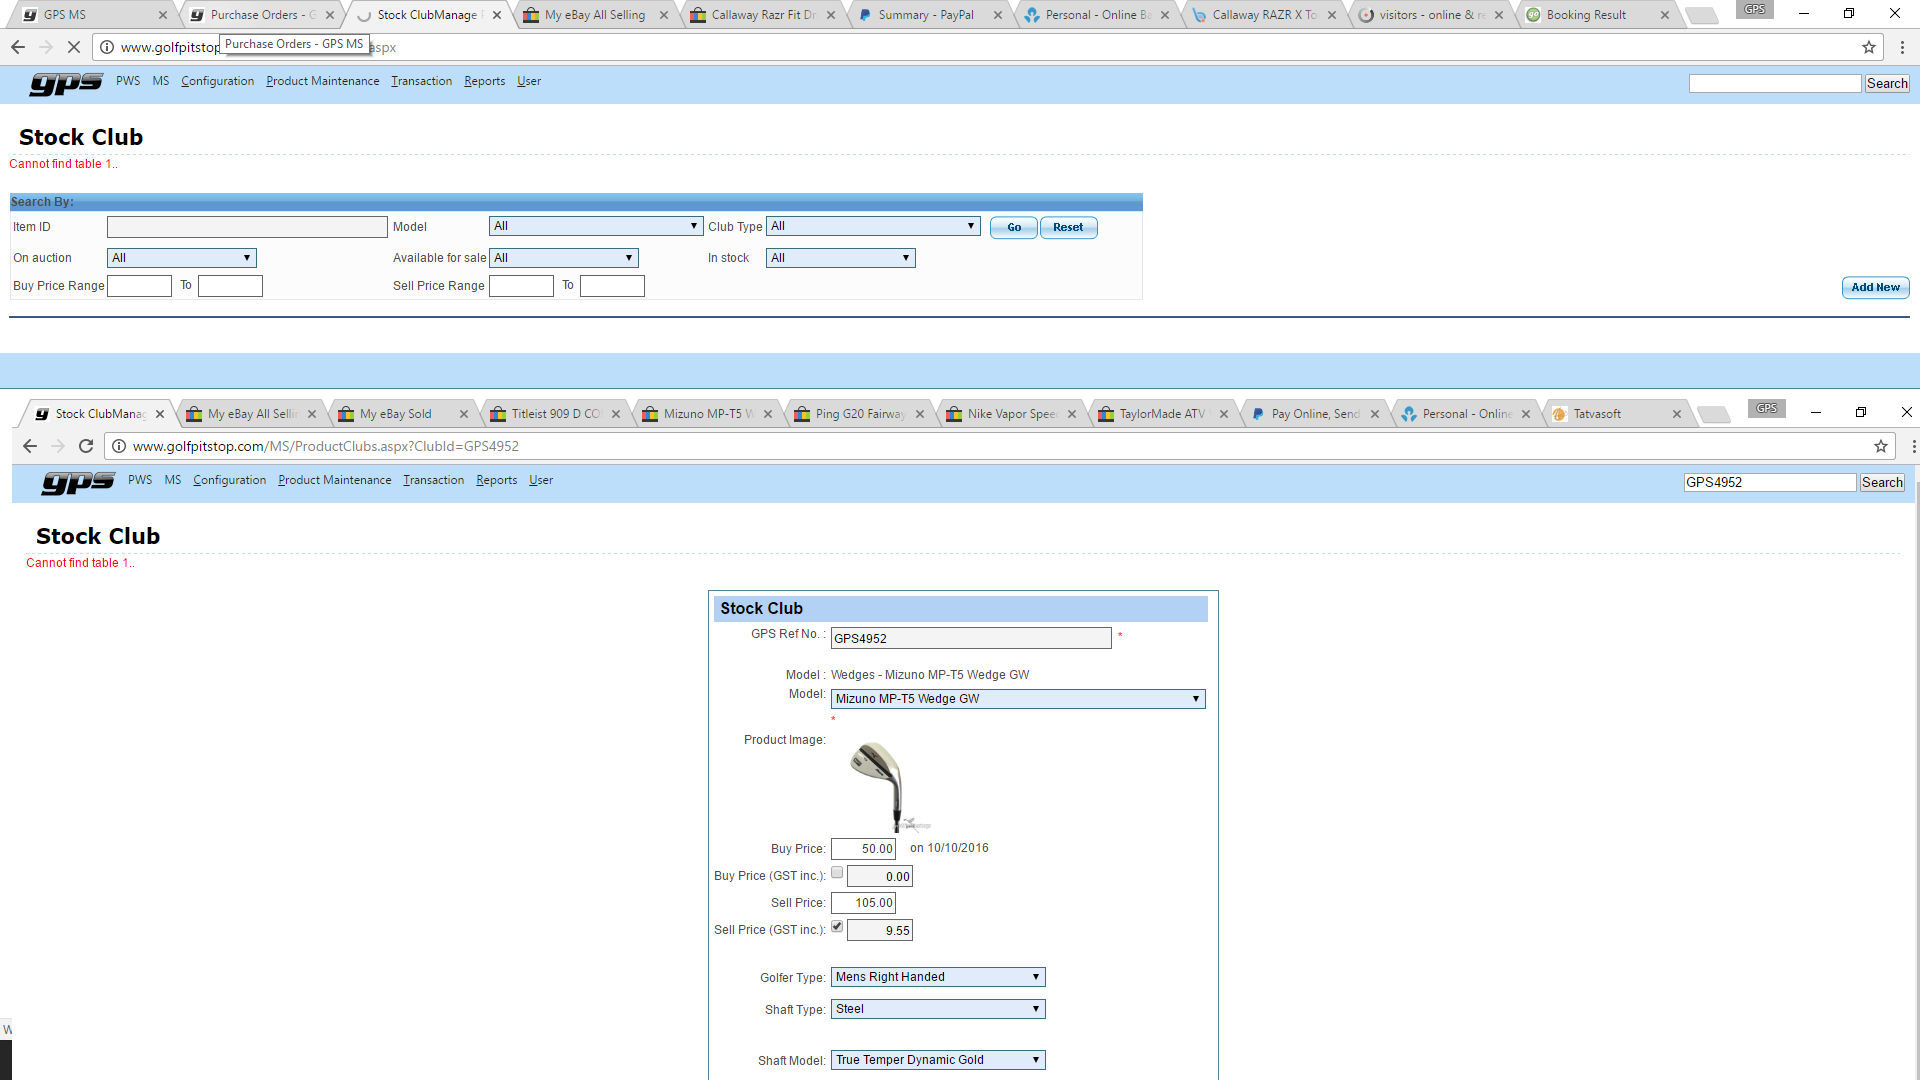 GPS MS
Purchase Orders - G
Stock ClubManage
My eBay All Selling
Callaway Razr Fit Dr
Summary - PayPal
Personal - Online Ba
Callaway RAZR X To
visitors - online & re
Booking Result
GPS
www.golfpitstop
Purchase Orders - GPS MS
aspx
gps
PWS MS Configuration Product Maintenance Transaction Reports User
Search
Stock Club
Cannot find table 1..
Search By:
Item ID
Model All
Club Type All
Go Reset
On auction All
Available for sale All
In stock All
Buy Price Range To
Sell Price Range To
Add New
Stock ClubManag
My eBay All Sellin
My eBay Sold
Titleist 909 D CO
Mizuno MP-T5 W
Ping G20 Fairway
Nike Vapor Speed
TaylorMade ATV
Pay Online, Send
Personal - Online
Tatvasoft
GPS
www.golfpitstop.com/MS/ProductClubs.aspx?ClubId=GPS4952
gps
PWS MS Configuration Product Maintenance Transaction Reports User
GPS4952 Search
Stock Club
Cannot find table 1..
Stock Club
GPS Ref No. : GPS4952 *
Model : Wedges - Mizuno MP-T5 Wedge GW
Model: Mizuno MP-T5 Wedge GW
*
Product Image:
Buy Price: 50.00 on 10/10/2016
Buy Price (GST inc.): 0.00
Sell Price: 105.00
Sell Price (GST inc.): 9.55
Golfer Type: Mens Right Handed
Shaft Type: Steel
W
Shaft Model: True Temper Dynamic Gold